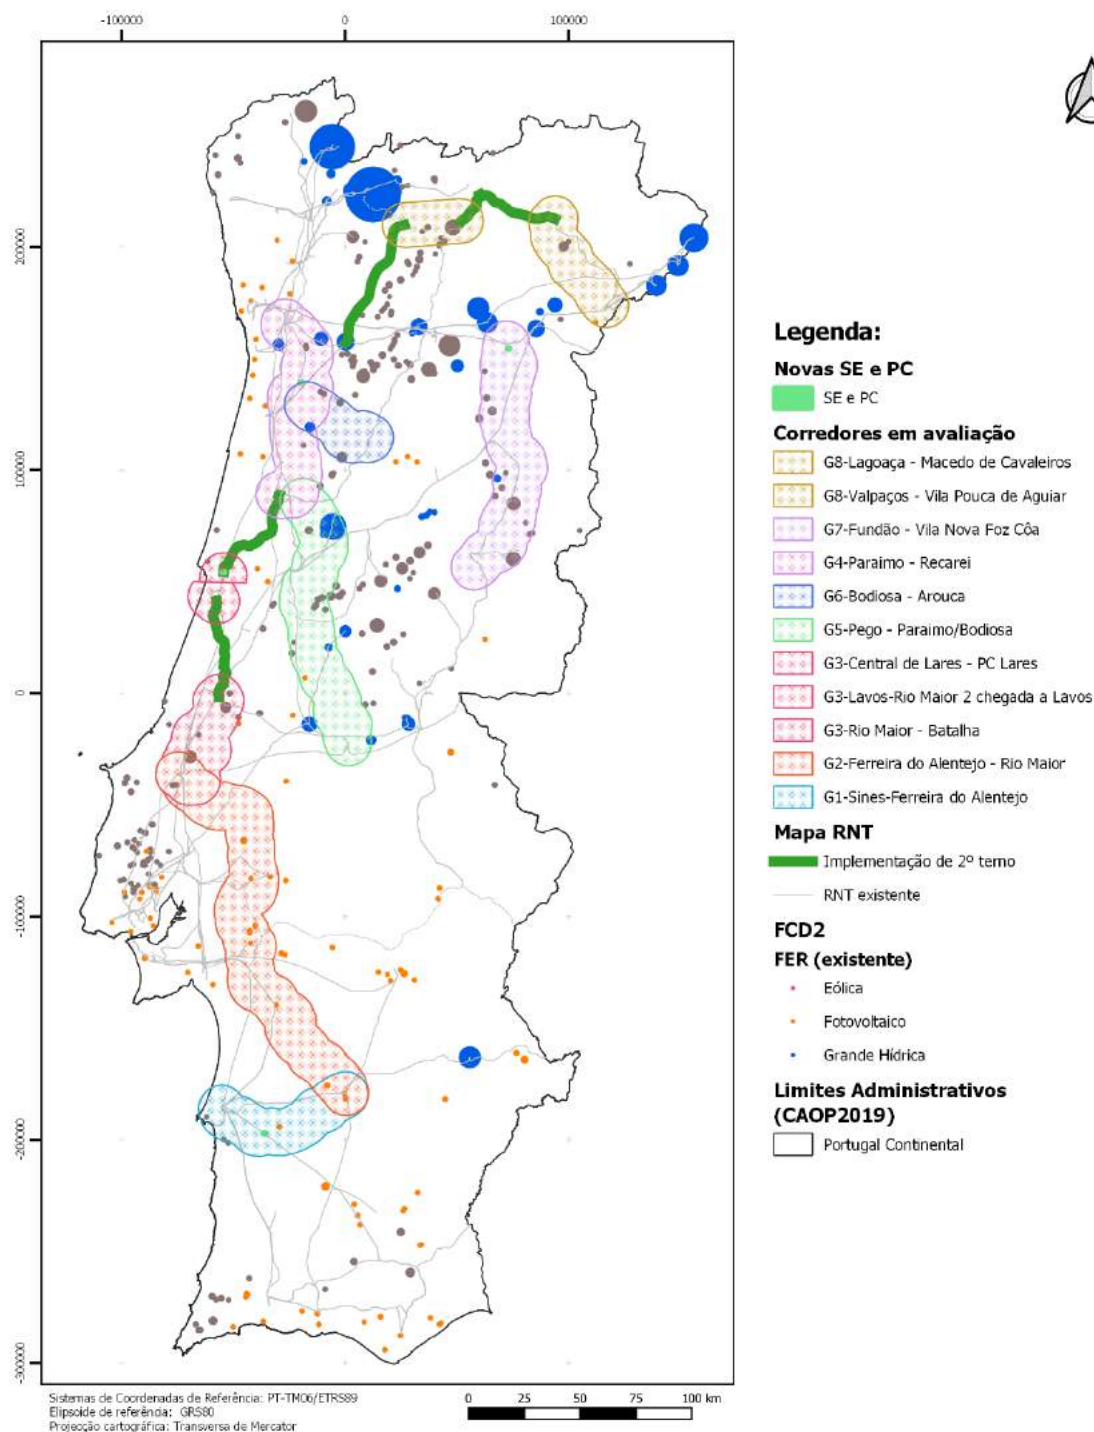 -100000
0
100000
200000
100000
0
-100000
-200000
-300000
Legenda:
Novas SE e PC
SE e PC
Corredores em avaliação
G8-Lagoaça - Macedo de Cavaleiros
G8-Valpaços - Vila Pouca de Aguiar
G7-Fundão - Vila Nova Foz Côa
G4-Paraimo - Recarei
G6-Bodiosa - Arouca
G5-Pego - Paraimo/Bodiosa
G3-Central de Lares - PC Lares
G3-Lavos-Rio Maior 2 chegada a Lavos
G3-Rio Maior - Batalha
G2-Ferreira do Alentejo - Rio Maior
G1-Sines-Ferreira do Alentejo
Mapa RNT
Implementação de 2º terno
RNT existente
FCD2
FER (existente)
Eólica
Fotovoltaico
Grande Hídrica
Limites Administrativos
(CAOP2019)
Portugal Continental
Sistemas de Coordenadas de Referência: PT-TM06/ETRS89
Elipsoide de referência: GRS80
Projecção cartográfica: Transversa de Mercator
0 25 50 75 100 km